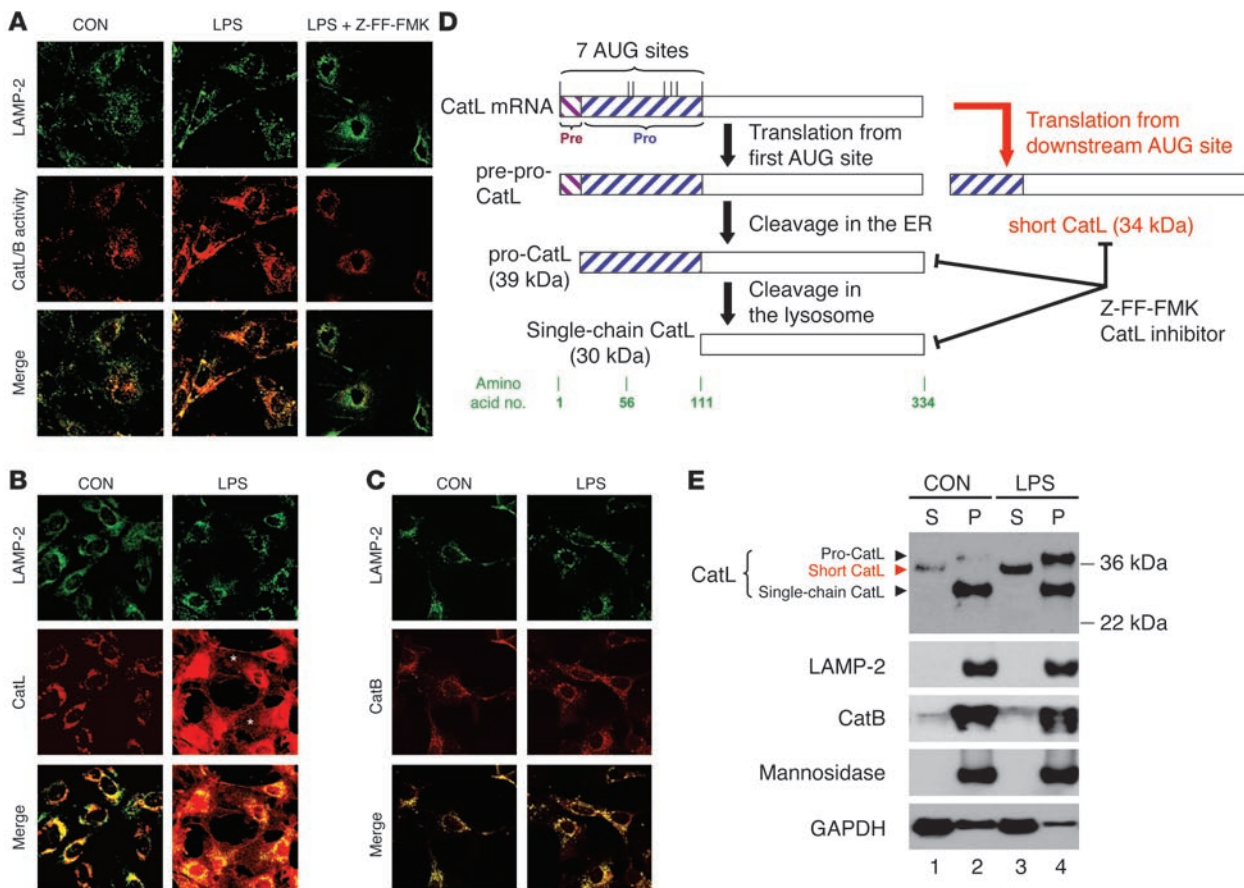 A
CON
LPS
LPS + Z-FF-FMK
LAMP-2
CatL/B activity
Merge
D
7 AUG sites
CatL mRNA
Pre
Pro
Translation from
first AUG site
Translation from
downstream AUG site
pre-pro-
CatL
Cleavage in the ER
short CatL (34 kDa)
pro-CatL
(39 kDa)
Cleavage in
the lysosome
Z-FF-FMK
CatL inhibitor
Single-chain CatL
(30 kDa)
Amino
acid no.
1
56
111
334
B
CON
LPS
LAMP-2
CatL
*
*
Merge
C
CON
LPS
LAMP-2
CatB
Merge
E
CON
LPS
S
P
S
P
CatL
Pro-CatL
Short CatL
Single-chain CatL
36 kDa
22 kDa
LAMP-2
CatB
Mannosidase
GAPDH
1
2
3
4